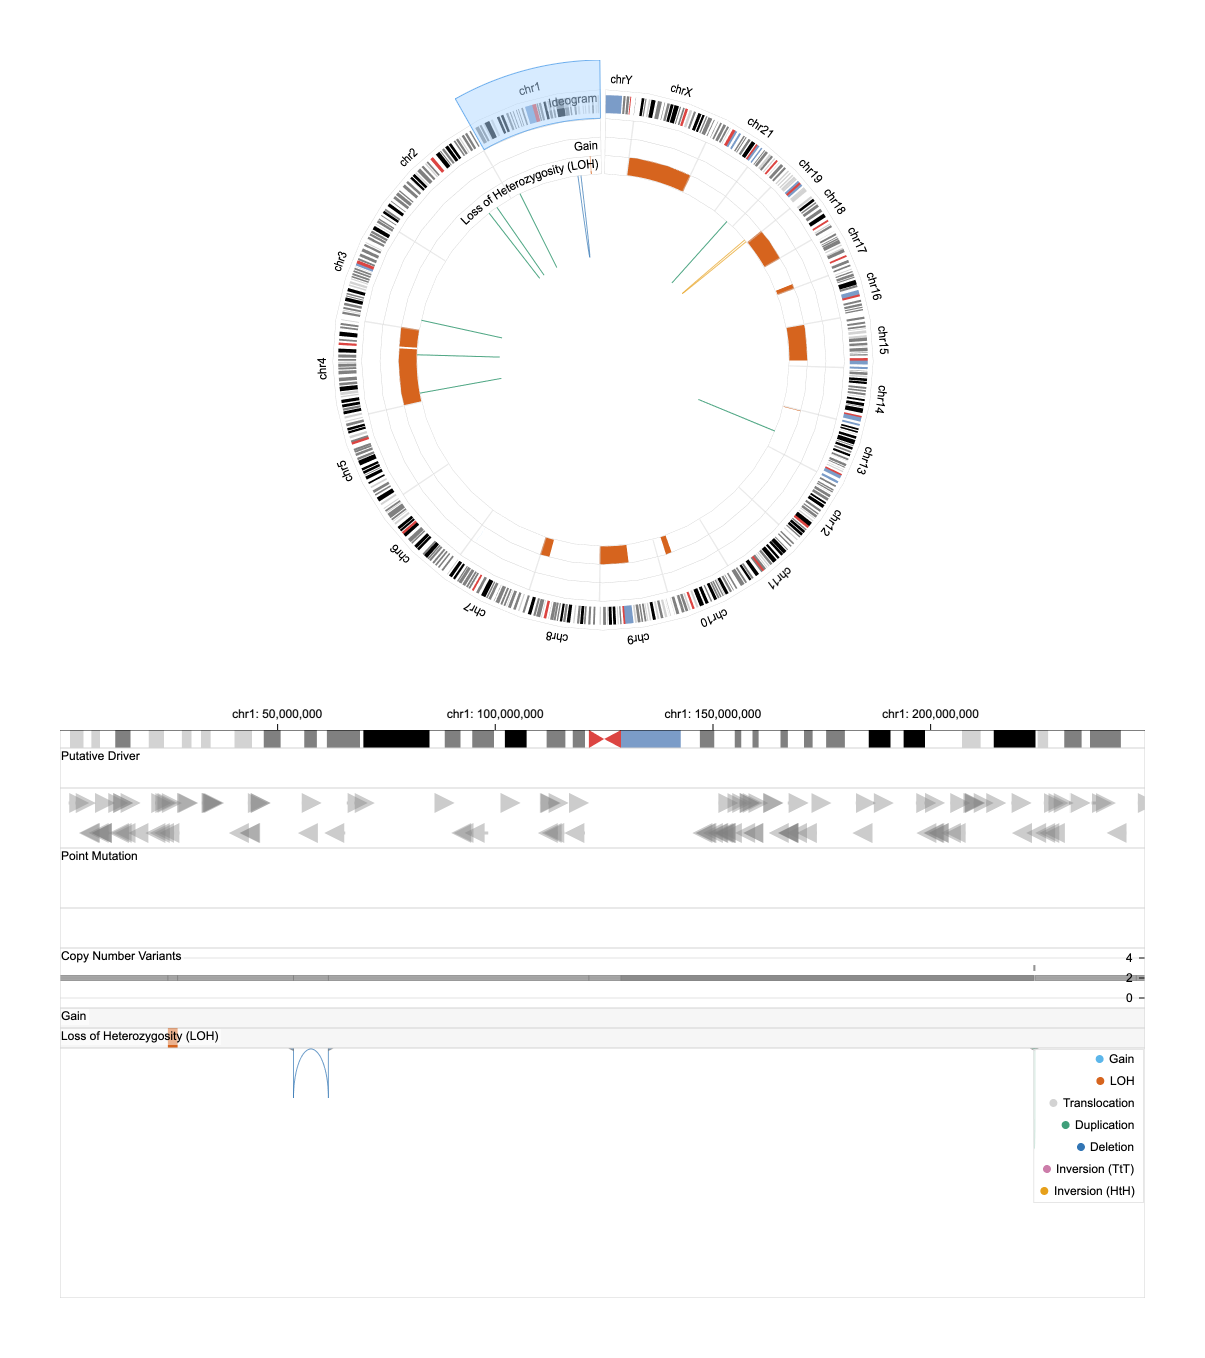 chrY
chrX
chr21
chr19
chr18
chr17
chr16
chr15
chr14
chr13
chr12
chr11
chr10
chr9
chr8
chr7
chr6
chr5
chr4
chr3
chr2
chr1
Ideogram
Gain
Loss of Heterozygosity (LOH)
chr1: 50,000,000
chr1: 100,000,000
chr1: 150,000,000
chr1: 200,000,000
Putative Driver
Point Mutation
Copy Number Variants
4
2
0
Gain
Loss of Heterozygosity (LOH)
Gain
LOH
Translocation
Duplication
Deletion
Inversion (TtT)
Inversion (HtH)